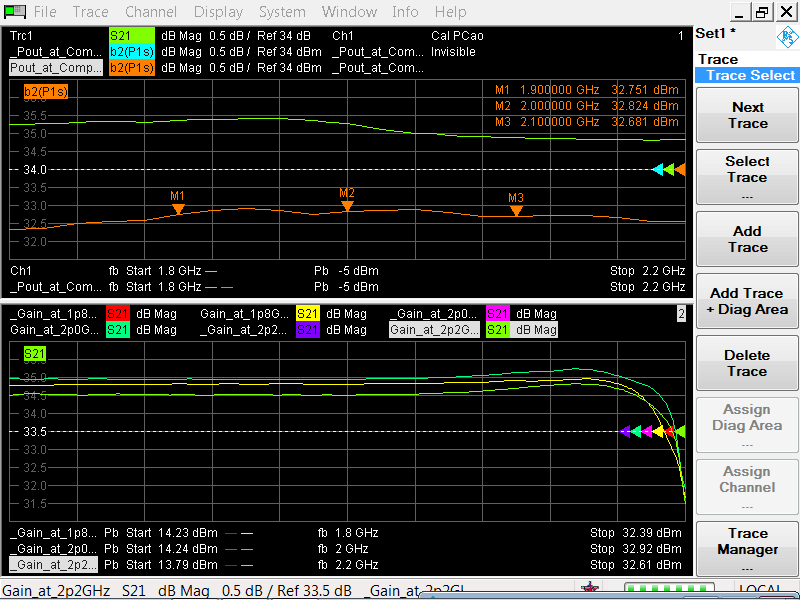 File Trace Channel Display System Window Info Help
Trc1 S21 dB Mag 0.5 dB / Ref 34 dB Ch1 Cal PCao 1
_Pout_at_Com... b2(P1s) dB Mag 0.5 dB / Ref 34 dBm _Pout_at_Com... Invisible
Pout_at_Comp... b2(P1s) dB Mag 0.5 dB / Ref 34 dBm _Pout_at_Com...
b2(P1s)
M1 1.900000 GHz 32.751 dBm
M2 2.000000 GHz 32.824 dBm
M3 2.100000 GHz 32.681 dBm
35.5
35.0
34.5
34.0
33.5
33.0
32.5
32.0
M1 M2 M3
Ch1 fb Start 1.8 GHz Pb -5 dBm Stop 2.2 GHz
_Pout_at_Com... fb Start 1.8 GHz Pb -5 dBm Stop 2.2 GHz
_Gain_at_1p8... S21 dB Mag Gain_at_1p8G... S21 dB Mag _Gain_at_2p0... S21 dB Mag 2
Gain_at_2p0G... S21 dB Mag _Gain_at_2p2... S21 dB Mag Gain_at_2p2G... S21 dB Mag
S21
35.0
34.5
34.0
33.5
33.0
32.5
32.0
31.5
_Gain_at_1p8... Pb Start 14.23 dBm fb 1.8 GHz Stop 32.39 dBm
_Gain_at_2p0... Pb Start 14.24 dBm fb 2 GHz Stop 32.92 dBm
_Gain_at_2p2... Pb Start 13.79 dBm fb 2.2 GHz Stop 32.61 dBm
Gain_at_2p2GHz S21 dB Mag 0.5 dB / Ref 33.5 dB LOCAL
Set1 *
Trace
Trace Select
Next
Trace
Select
Trace
---
Add
Trace
Add Trace
+ Diag Area
Delete
Trace
Assign
Diag Area
---
Assign
Channel
---
Trace
Manager
---